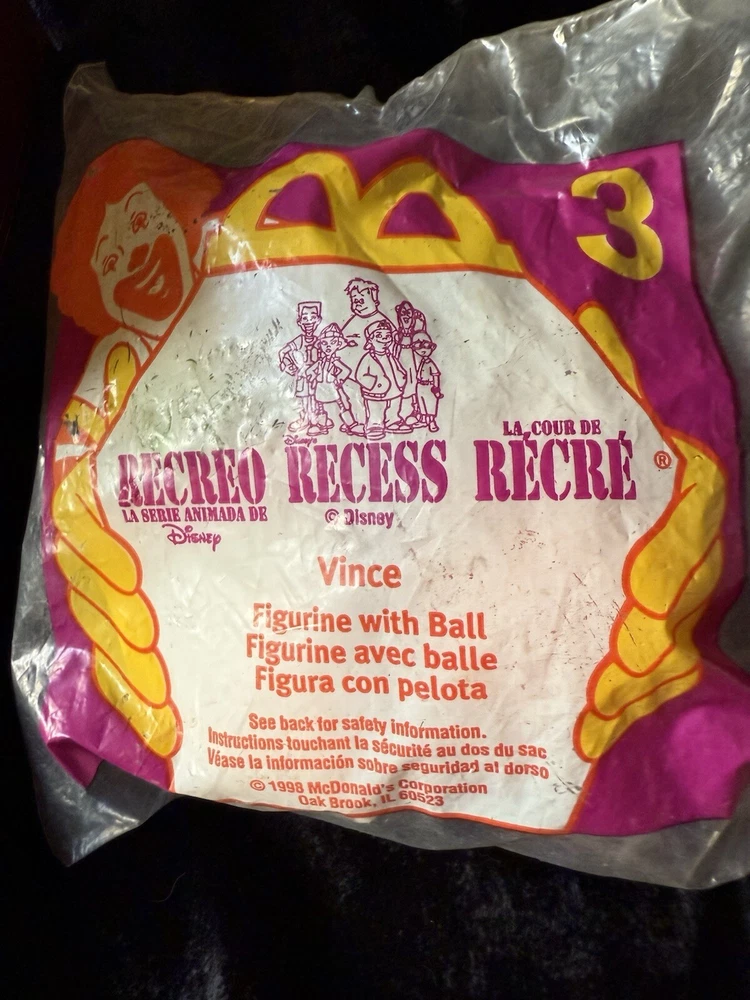 3
RECREO
LA SERIE ANIMADA DE
Disney
Disney's
RECESS
© Disney
LA COUR DE
RÉCRÉ ®
Vince
Figurine with Ball
Figurine avec balle
Figura con pelota
See back for safety information.
Instructions touchant la sécurité au dos du sac
Véase la información sobre seguridad al dorso
© 1998 McDonald's Corporation
Oak Brook, IL 60523